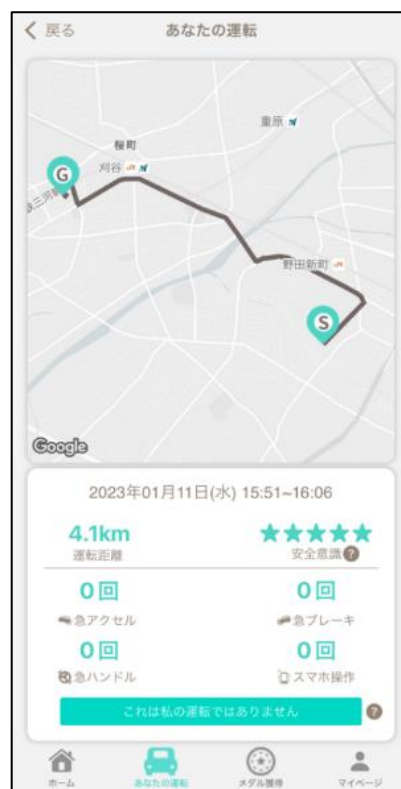 戻る
あなたの運転
重原
桜町
刈谷 JR
G
野田新町 JR
S
Google
2023年01月11日(水) 15:51~16:06
4.1km
運転距離
★★★★★
安全意識?
0回
急アクセル
0回
急ブレーキ
0回
急ハンドル
0回
スマホ操作
これは私の運転ではありません ?
ホーム
あなたの運転
メダル獲得
マイページ